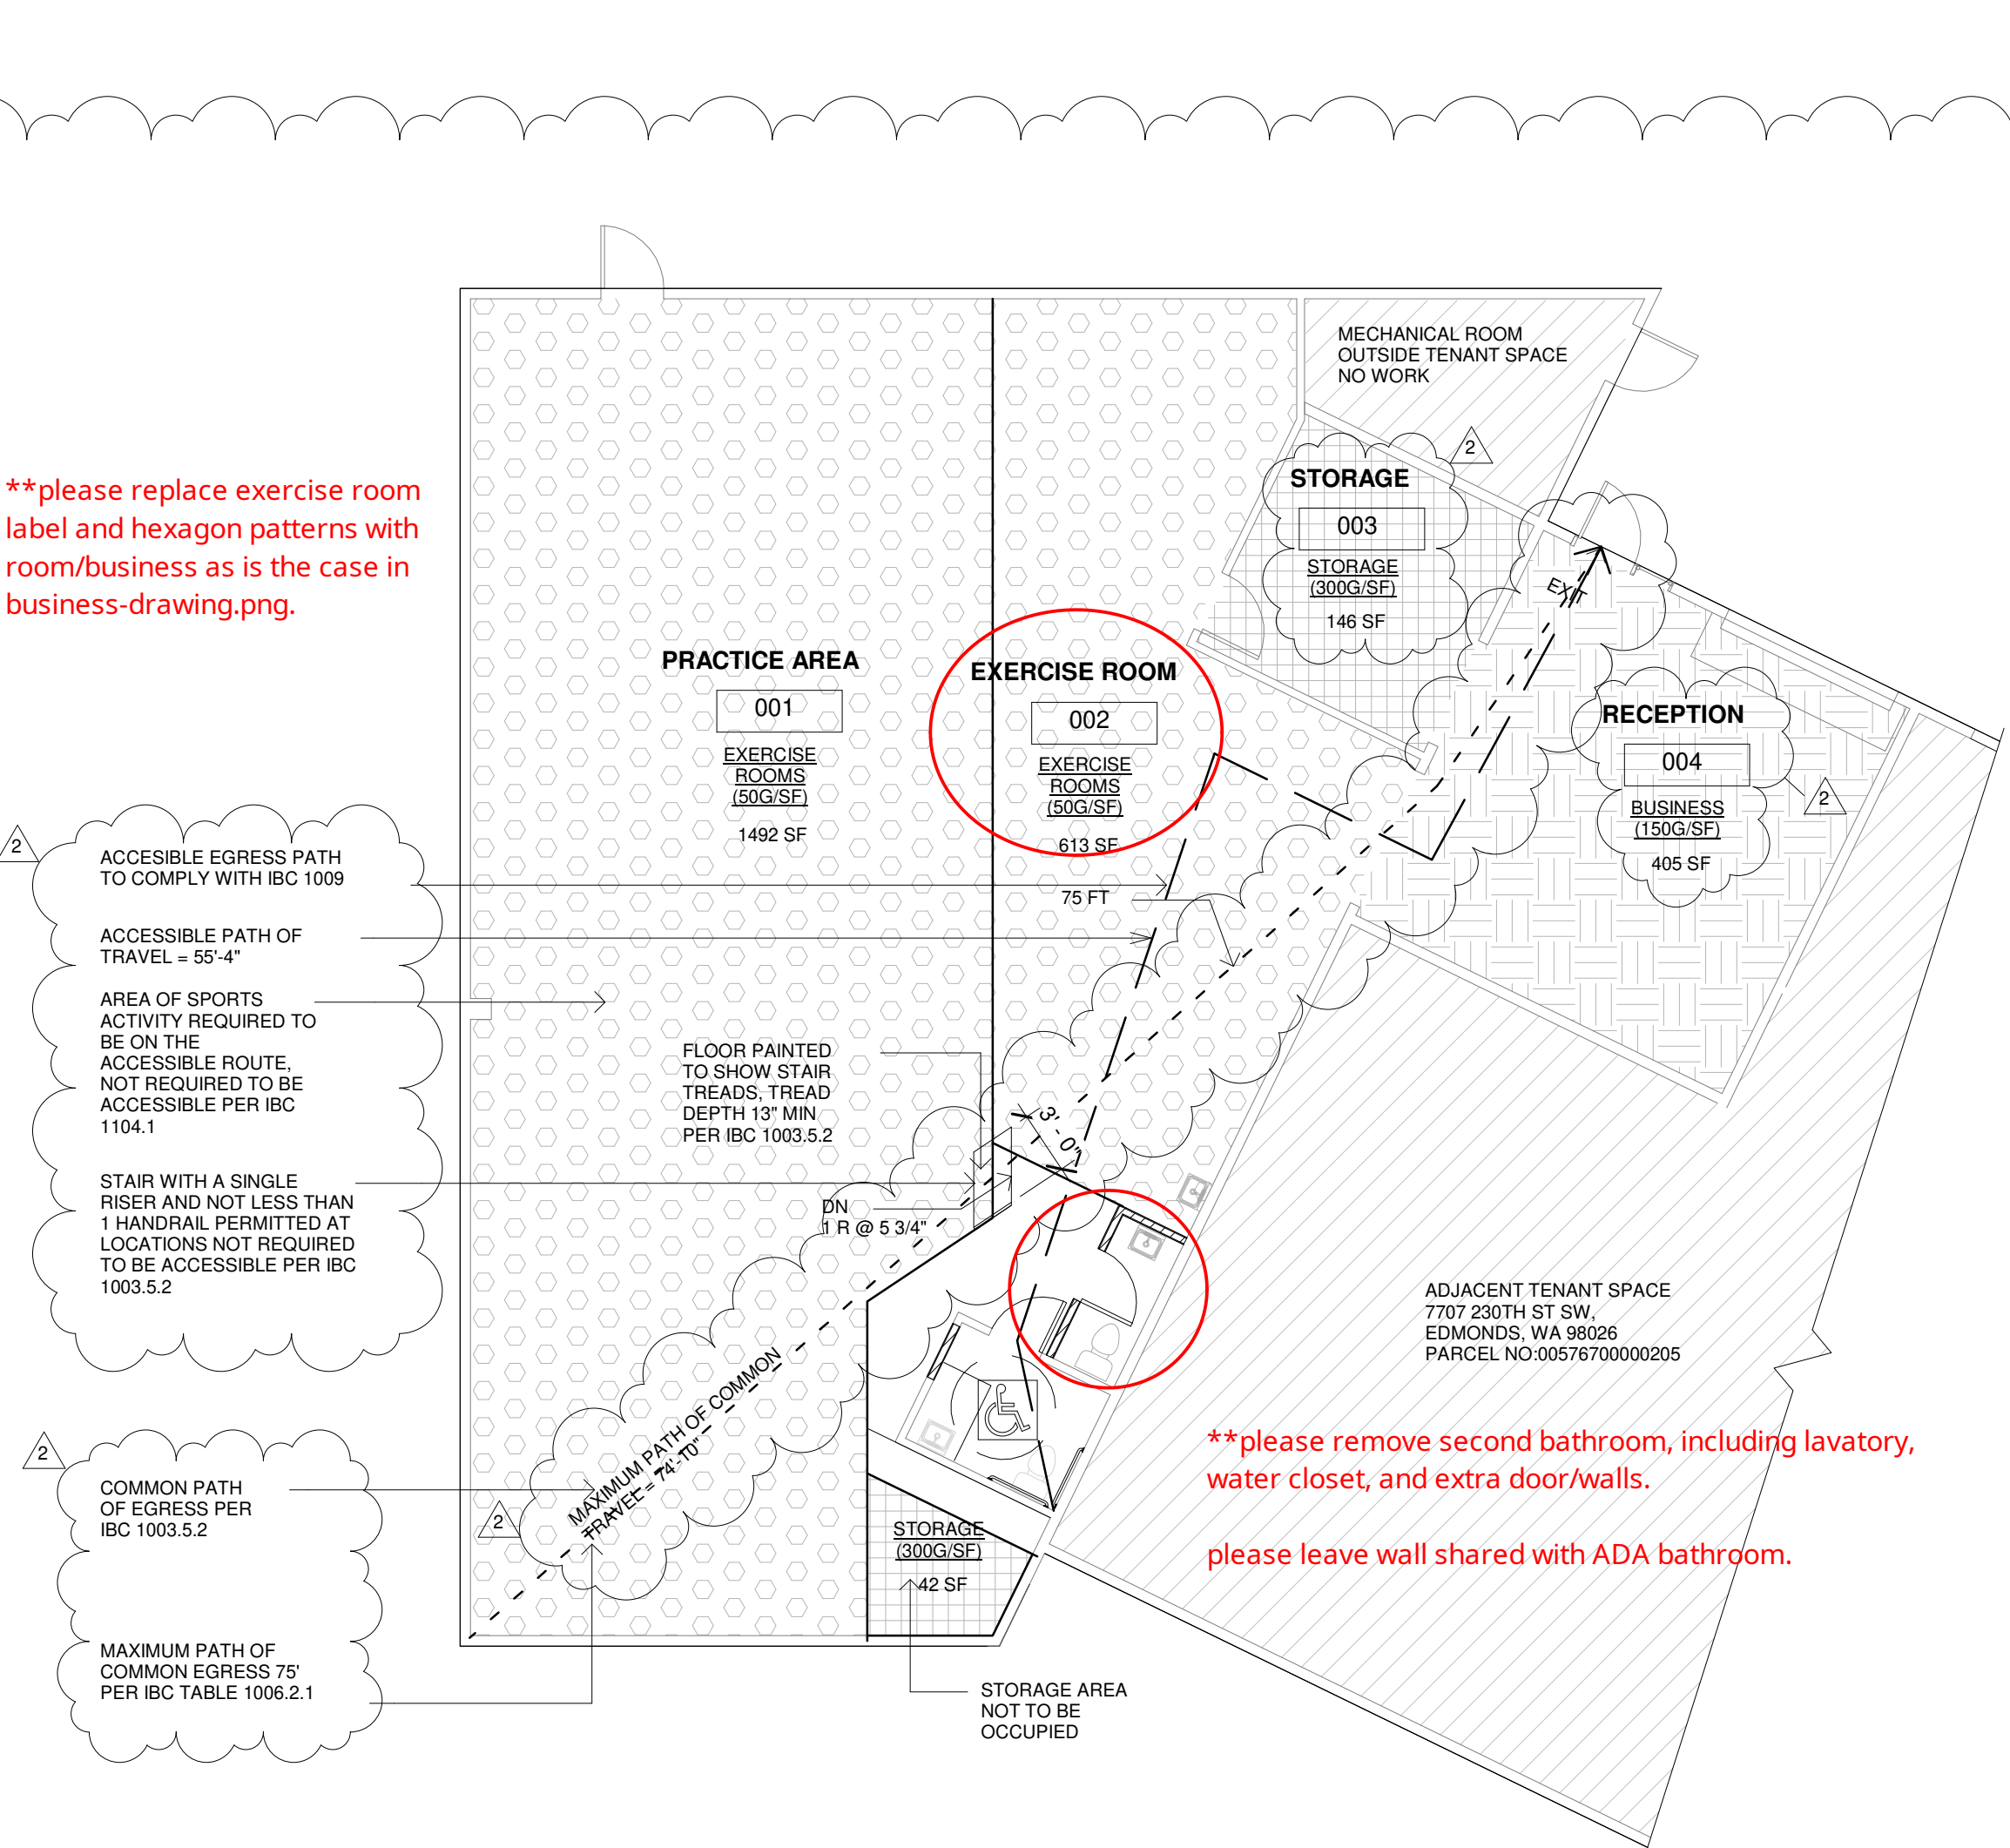 MECHANICAL ROOM
OUTSIDE TENANT SPACE
NO WORK
2
STORAGE
003
STORAGE
(300G/SF)
146 SF
**please replace exercise room
label and hexagon patterns with
room/business as is the case in
business-drawing.png.
EXIT
PRACTICE AREA
001
EXERCISE
ROOMS
(50G/SF)
1492 SF
EXERCISE ROOM
002
EXERCISE
ROOMS
(50G/SF)
613 SF
75 FT
RECEPTION
004
BUSINESS
(150G/SF)
405 SF
2
2
ACCESIBLE EGRESS PATH
TO COMPLY WITH IBC 1009
ACCESSIBLE PATH OF
TRAVEL = 55'-4"
AREA OF SPORTS
ACTIVITY REQUIRED TO
BE ON THE
ACCESSIBLE ROUTE,
NOT REQUIRED TO BE
ACCESSIBLE PER IBC
1104.1
STAIR WITH A SINGLE
RISER AND NOT LESS THAN
1 HANDRAIL PERMITTED AT
LOCATIONS NOT REQUIRED
TO BE ACCESSIBLE PER IBC
1003.5.2
FLOOR PAINTED
TO SHOW STAIR
TREADS, TREAD
DEPTH 13" MIN
PER IBC 1003.5.2
3' - 0"
DN
1 R @ 5 3/4"
ADJACENT TENANT SPACE
7707 230TH ST SW,
EDMONDS, WA 98026
PARCEL NO:00576700000205
MAXIMUM PATH OF COMMON
TRAVEL = 74'-10"
2
2
COMMON PATH
OF EGRESS PER
IBC 1003.5.2
MAXIMUM PATH OF
COMMON EGRESS 75'
PER IBC TABLE 1006.2.1
**please remove second bathroom, including lavatory,
water closet, and extra door/walls.
please leave wall shared with ADA bathroom.
STORAGE
(300G/SF)
42 SF
STORAGE AREA
NOT TO BE
OCCUPIED